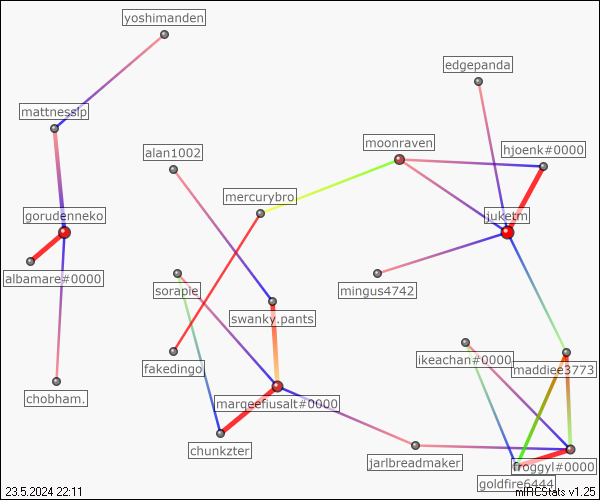 yoshimanden
edgepanda
mattnesslp
moonraven
hjoenk#0000
alan1002
mercurybro
gorudenneko
juketm
albamare#0000
sorapie
mingus4742
swanky.pants
ikeachan#0000
fakedingo
maddiee3773
chobham.
marqeefiusalt#0000
chunkzter
jarlbreadmaker
froggyl#0000
goldfire6444
23.5.2024 22:11
mIRCStats v1.25